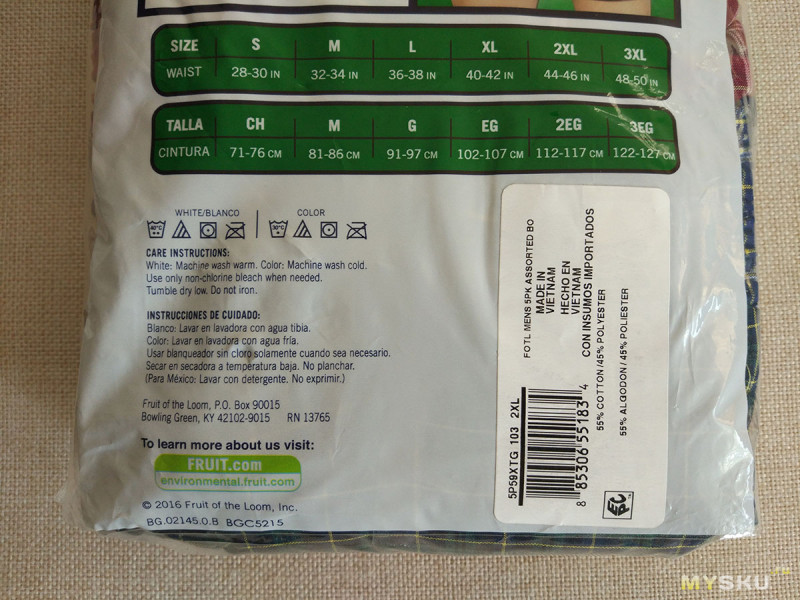 SIZE S M L XL 2XL 3XL
WAIST 28-30 IN 32-34 IN 36-38 IN 40-42 IN 44-46 IN 48-50 IN
TALLA CH M G EG 2EG 3EG
CINTURA 71-76 CM 81-86 CM 91-97 CM 102-107 CM 112-117 CM 122-127 CM
WHITE/BLANCO COLOR
40°C 30°C
CARE INSTRUCTIONS:
White: Machine wash warm. Color: Machine wash cold.
Use only non-chlorine bleach when needed.
Tumble dry low. Do not iron.
INSTRUCCIONES DE CUIDADO:
Blanco: Lavar en lavadora con agua tibia.
Color: Lavar en lavadora con agua fría.
Usar blanqueador sin cloro solamente cuando sea necesario.
Secar en secadora a temperatura baja. No planchar.
(Para México: Lavar con detergente. No exprimir.)
Fruit of the Loom, P.O. Box 90015
Bowling Green, KY 42102-9015 RN 13765
To learn more about us visit:
FRUIT.com
environmental.fruit.com
© 2016 Fruit of the Loom, Inc.
BG.02145.0.B BGC5215
5P59XTG 103 2XL
FOTL MENS 5PK ASSORTED BO
MADE IN
VIETNAM
HECHO EN
VIETNAM
CON INSUMOS IMPORTADOS
8 85306 55183 4
55% COTTON/45% POLYESTER
55% ALGODON/45% POLIESTER
EPC
MYSKU